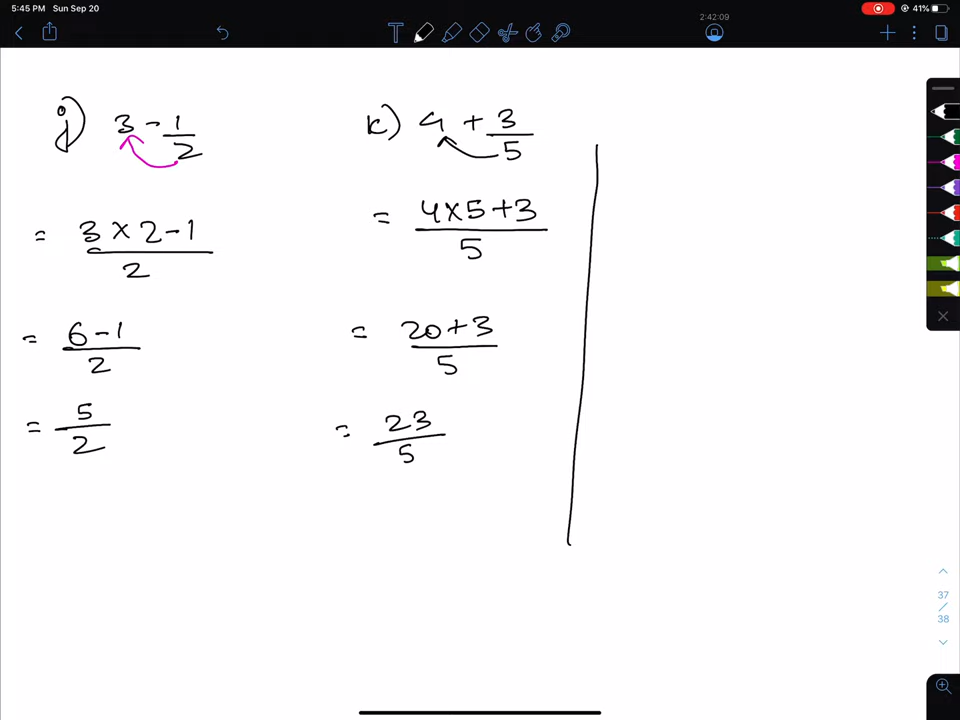 5:45 PM Sun Sep 20
2:42:09
41%
j) 3 - 1/2
= 3 × 2 - 1 / 2
= 6 - 1 / 2
= 5/2
k) 4 + 3/5
= 4 × 5 + 3 / 5
= 20 + 3 / 5
= 23/5
37
/
38